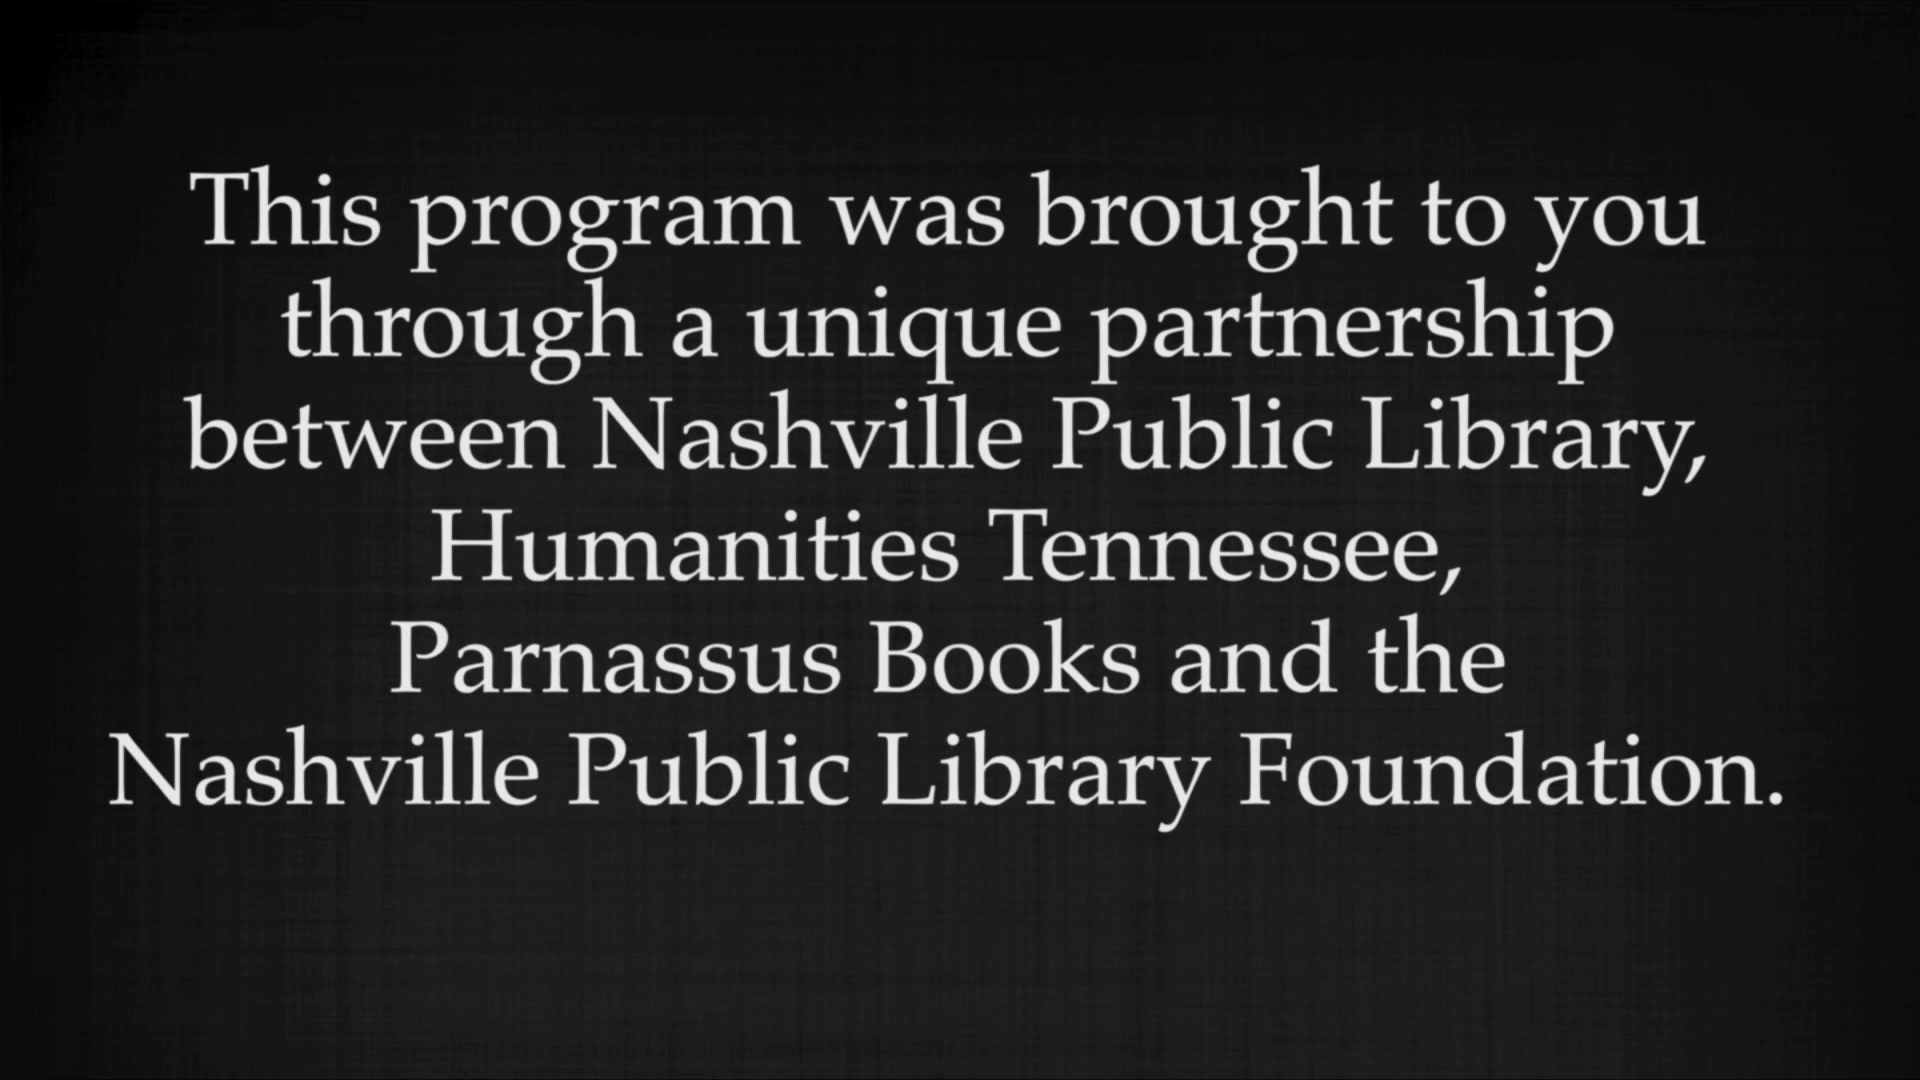 This program was brought to you
through a unique partnership
between Nashville Public Library,
Humanities Tennessee,
Parnassus Books and the
Nashville Public Library Foundation.